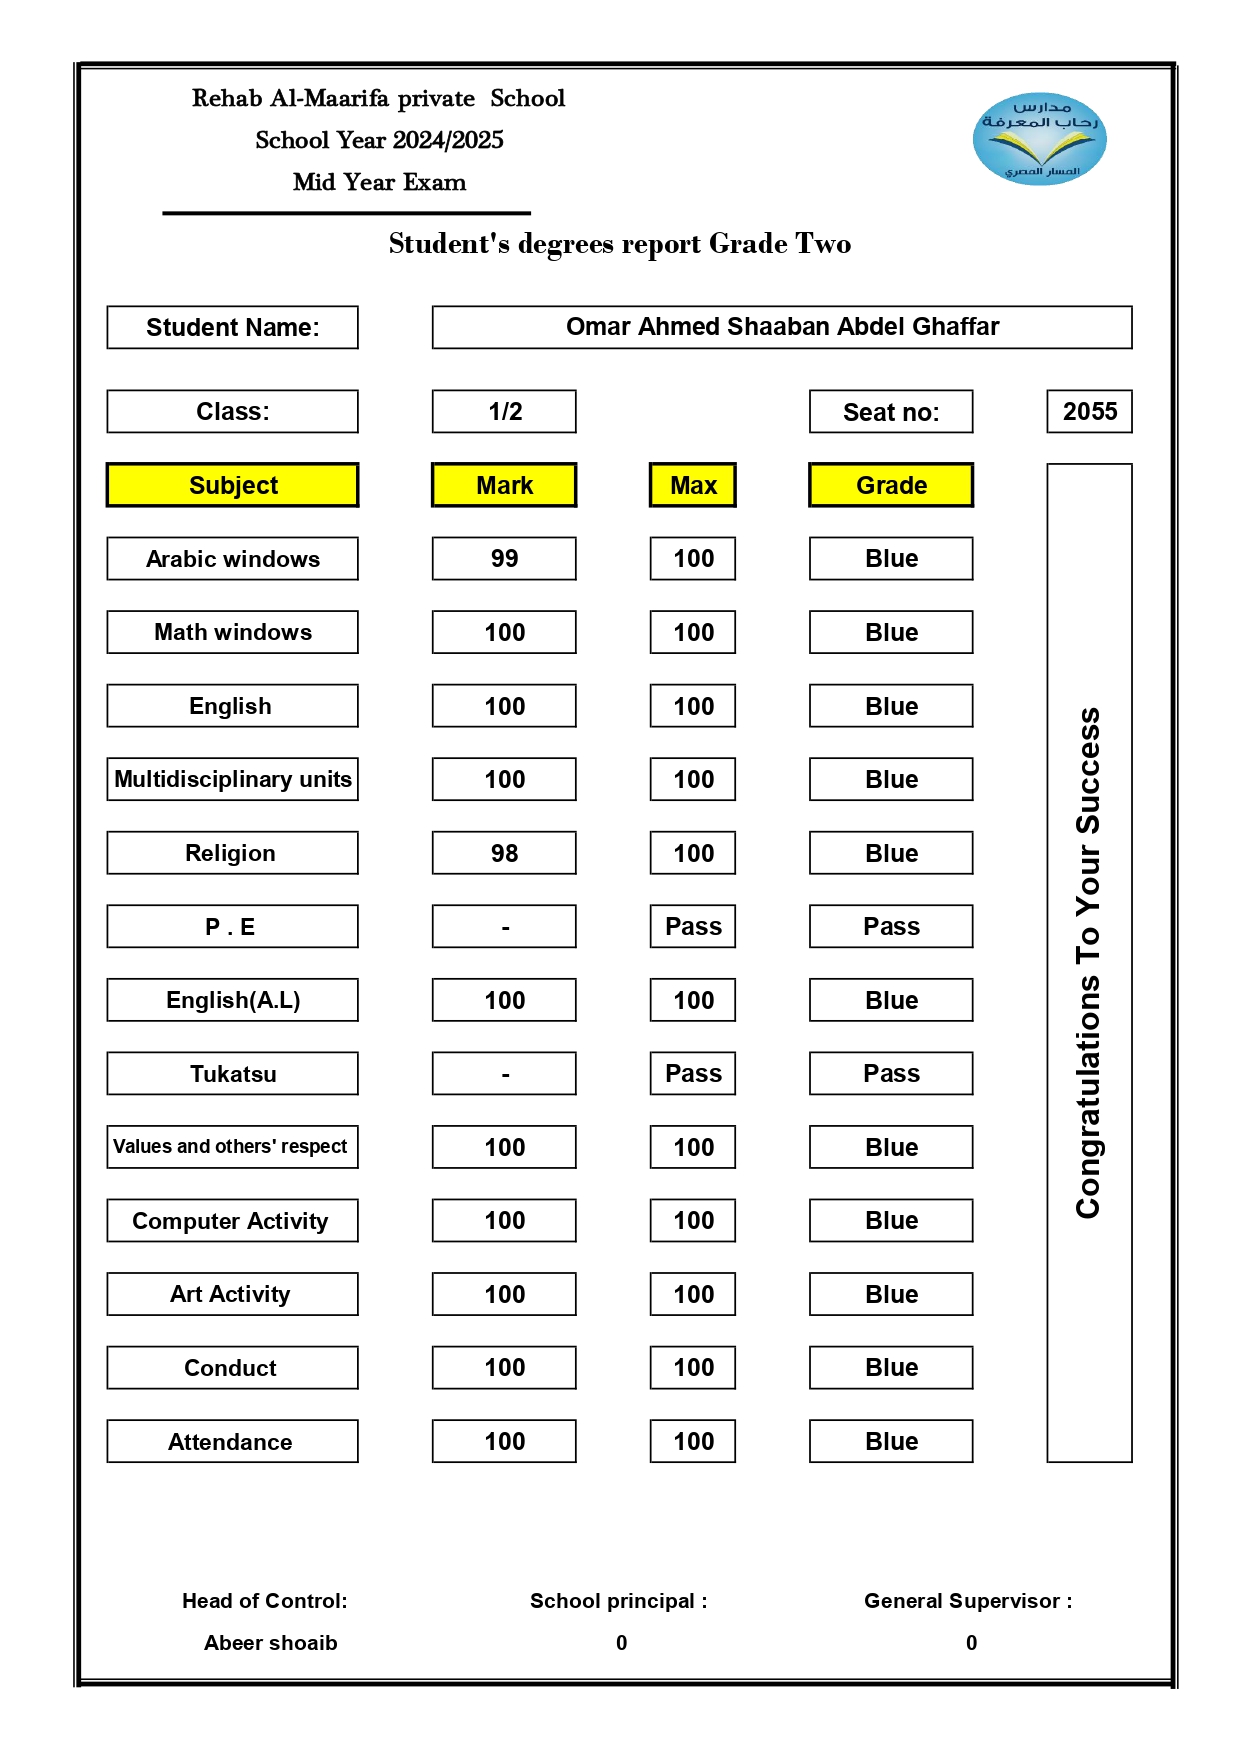 Rehab Al-Maarifa private School
School Year 2024/2025
Mid Year Exam
مدارس
رحاب المعرفة
المسار المصري
Student's degrees report Grade Two
Student Name: Omar Ahmed Shaaban Abdel Ghaffar
Class: 1/2 Seat no: 2055
Subject Mark Max Grade
Arabic windows 99 100 Blue
Math windows 100 100 Blue
English 100 100 Blue
Multidisciplinary units 100 100 Blue
Religion 98 100 Blue
P . E - Pass Pass
English(A.L) 100 100 Blue
Tukatsu - Pass Pass
Values and others' respect 100 100 Blue
Computer Activity 100 100 Blue
Art Activity 100 100 Blue
Conduct 100 100 Blue
Attendance 100 100 Blue
Congratulations To Your Success
Head of Control: School principal : General Supervisor :
Abeer shoaib 0 0